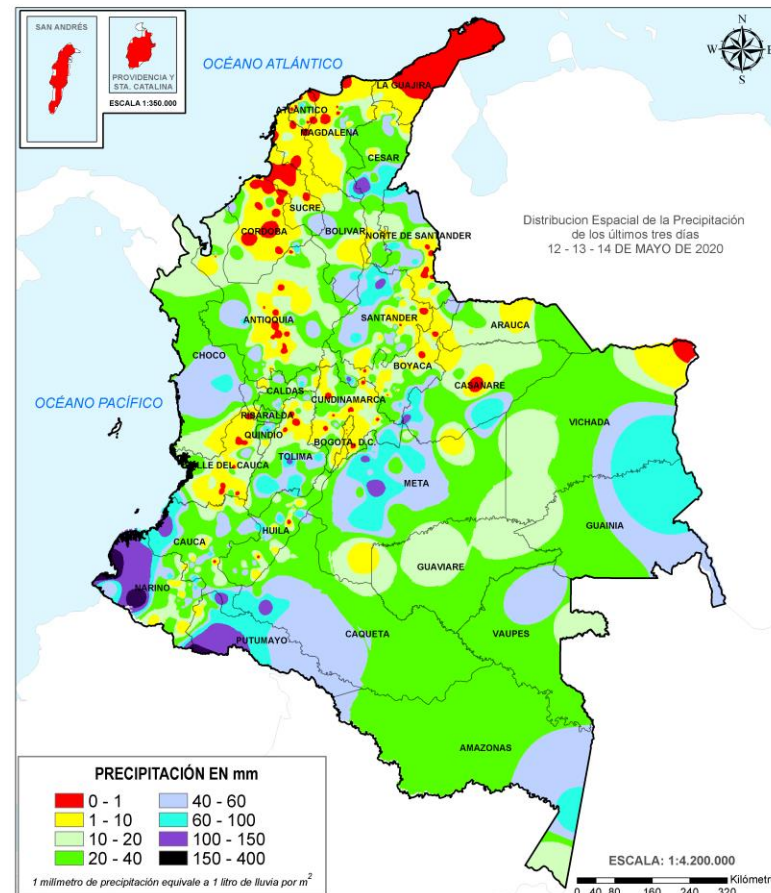 SAN ANDRÉS
PROVIDENCIA Y
STA. CATALINA
ESCALA 1:350.000
OCÉANO ATLÁNTICO
N
W
E
S
LA GUAJIRA
ATLÁNTICO
MAGDALENA
CESAR
SUCRE
CORDOBA
BOLIVAR
NORTE DE SANTANDER
Distribucion Espacial de la Precipitación
de los últimos tres días
12 - 13 - 14 DE MAYO DE 2020
ANTIOQUIA
SANTANDER
ARAUCA
CHOCO
BOYACA
CASANARE
OCÉANO PACÍFICO
CALDAS
CUNDINAMARCA
RISARALDA
VICHADA
QUINDIO
BOGOTA, D.C.
TOLIMA
VALLE DEL CAUCA
META
GUAINIA
HUILA
CAUCA
GUAVIARE
NARIÑO
PUTUMAYO
CAQUETA
VAUPES
AMAZONAS
PRECIPITACIÓN EN mm
0 - 1
40 - 60
1 - 10
60 - 100
10 - 20
100 - 150
20 - 40
150 - 400
1 milímetro de precipitación equivale a 1 litro de lluvia por m²
ESCALA: 1:4.200.000
Kilómetro
0 40 80 160 240 320